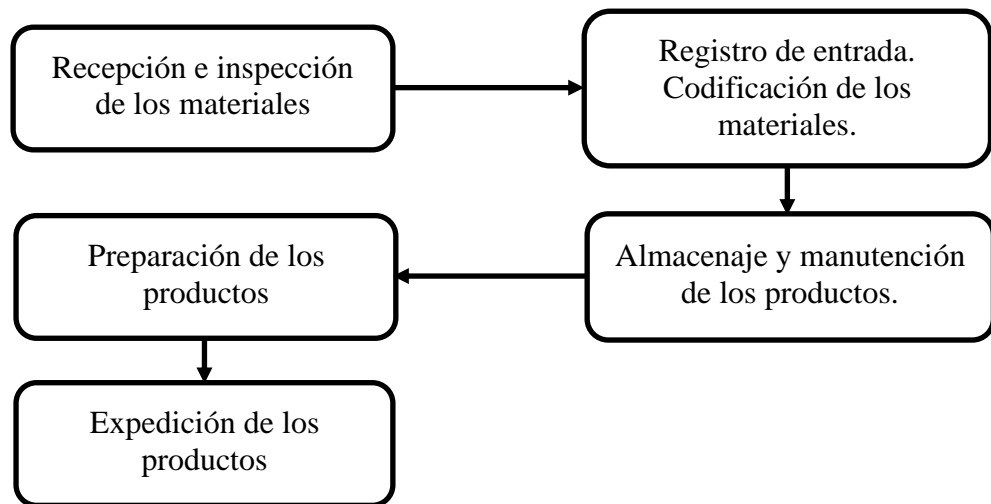 Recepción e inspección
de los materiales
Registro de entrada.
Codificación de los
materiales.
Almacenaje y manutención
de los productos.
Preparación de los
productos
Expedición de los
productos